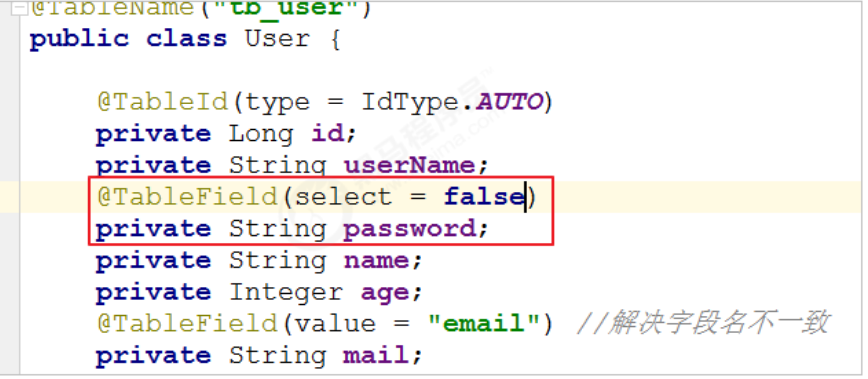 @TableName("tb_user")
public class User {
@TableId(type = IdType.AUTO)
private Long id;
private String userName;
@TableField(select = false)
private String password;
private String name;
private Integer age;
@TableField(value = "email") //解决字段名不一致
private String mail;